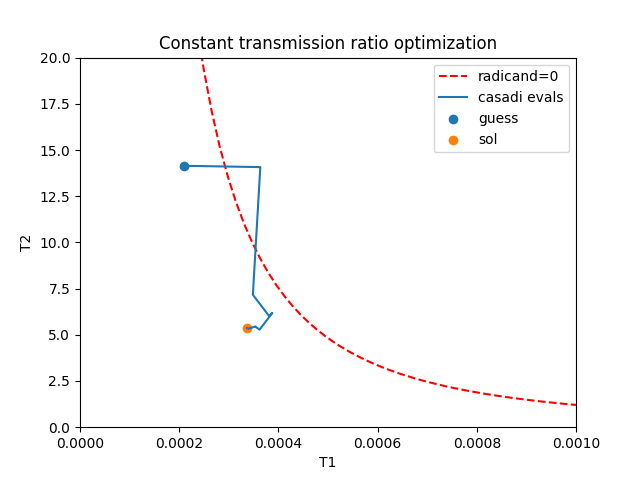 Constant transmission ratio optimization
radicand=0
casadi evals
guess
sol
T2
20.0
17.5
15.0
12.5
10.0
7.5
5.0
2.5
0.0
0.0000 0.0002 0.0004 0.0006 0.0008 0.0010
T1